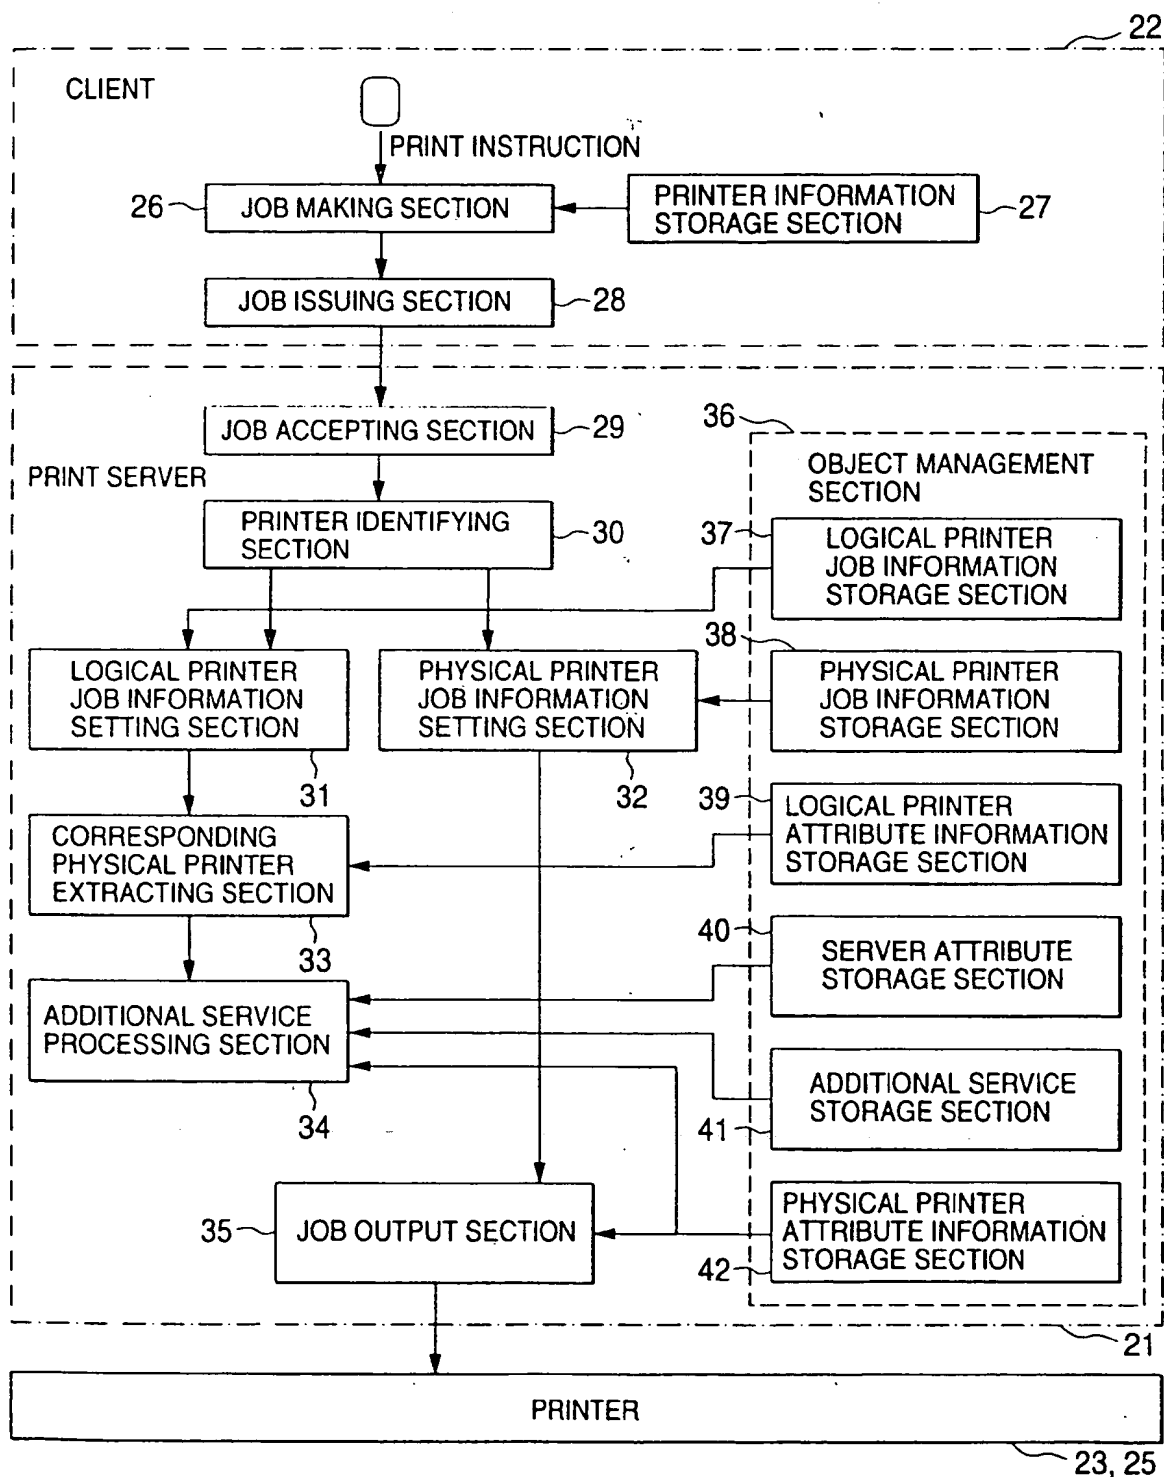 22
CLIENT
PRINT INSTRUCTION
26
JOB MAKING SECTION
PRINTER INFORMATION
STORAGE SECTION
27
JOB ISSUING SECTION
28
JOB ACCEPTING SECTION
29
36
PRINT SERVER
OBJECT MANAGEMENT
SECTION
PRINTER IDENTIFYING
SECTION
30
37
LOGICAL PRINTER
JOB INFORMATION
STORAGE SECTION
38
LOGICAL PRINTER
JOB INFORMATION
SETTING SECTION
31
PHYSICAL PRINTER
JOB INFORMATION
SETTING SECTION
32
PHYSICAL PRINTER
JOB INFORMATION
STORAGE SECTION
39
LOGICAL PRINTER
ATTRIBUTE INFORMATION
STORAGE SECTION
CORRESPONDING
PHYSICAL PRINTER
EXTRACTING SECTION
33
40
SERVER ATTRIBUTE
STORAGE SECTION
ADDITIONAL SERVICE
PROCESSING SECTION
34
ADDITIONAL SERVICE
STORAGE SECTION
41
35
JOB OUTPUT SECTION
PHYSICAL PRINTER
ATTRIBUTE INFORMATION
STORAGE SECTION
42
21
PRINTER
23, 25